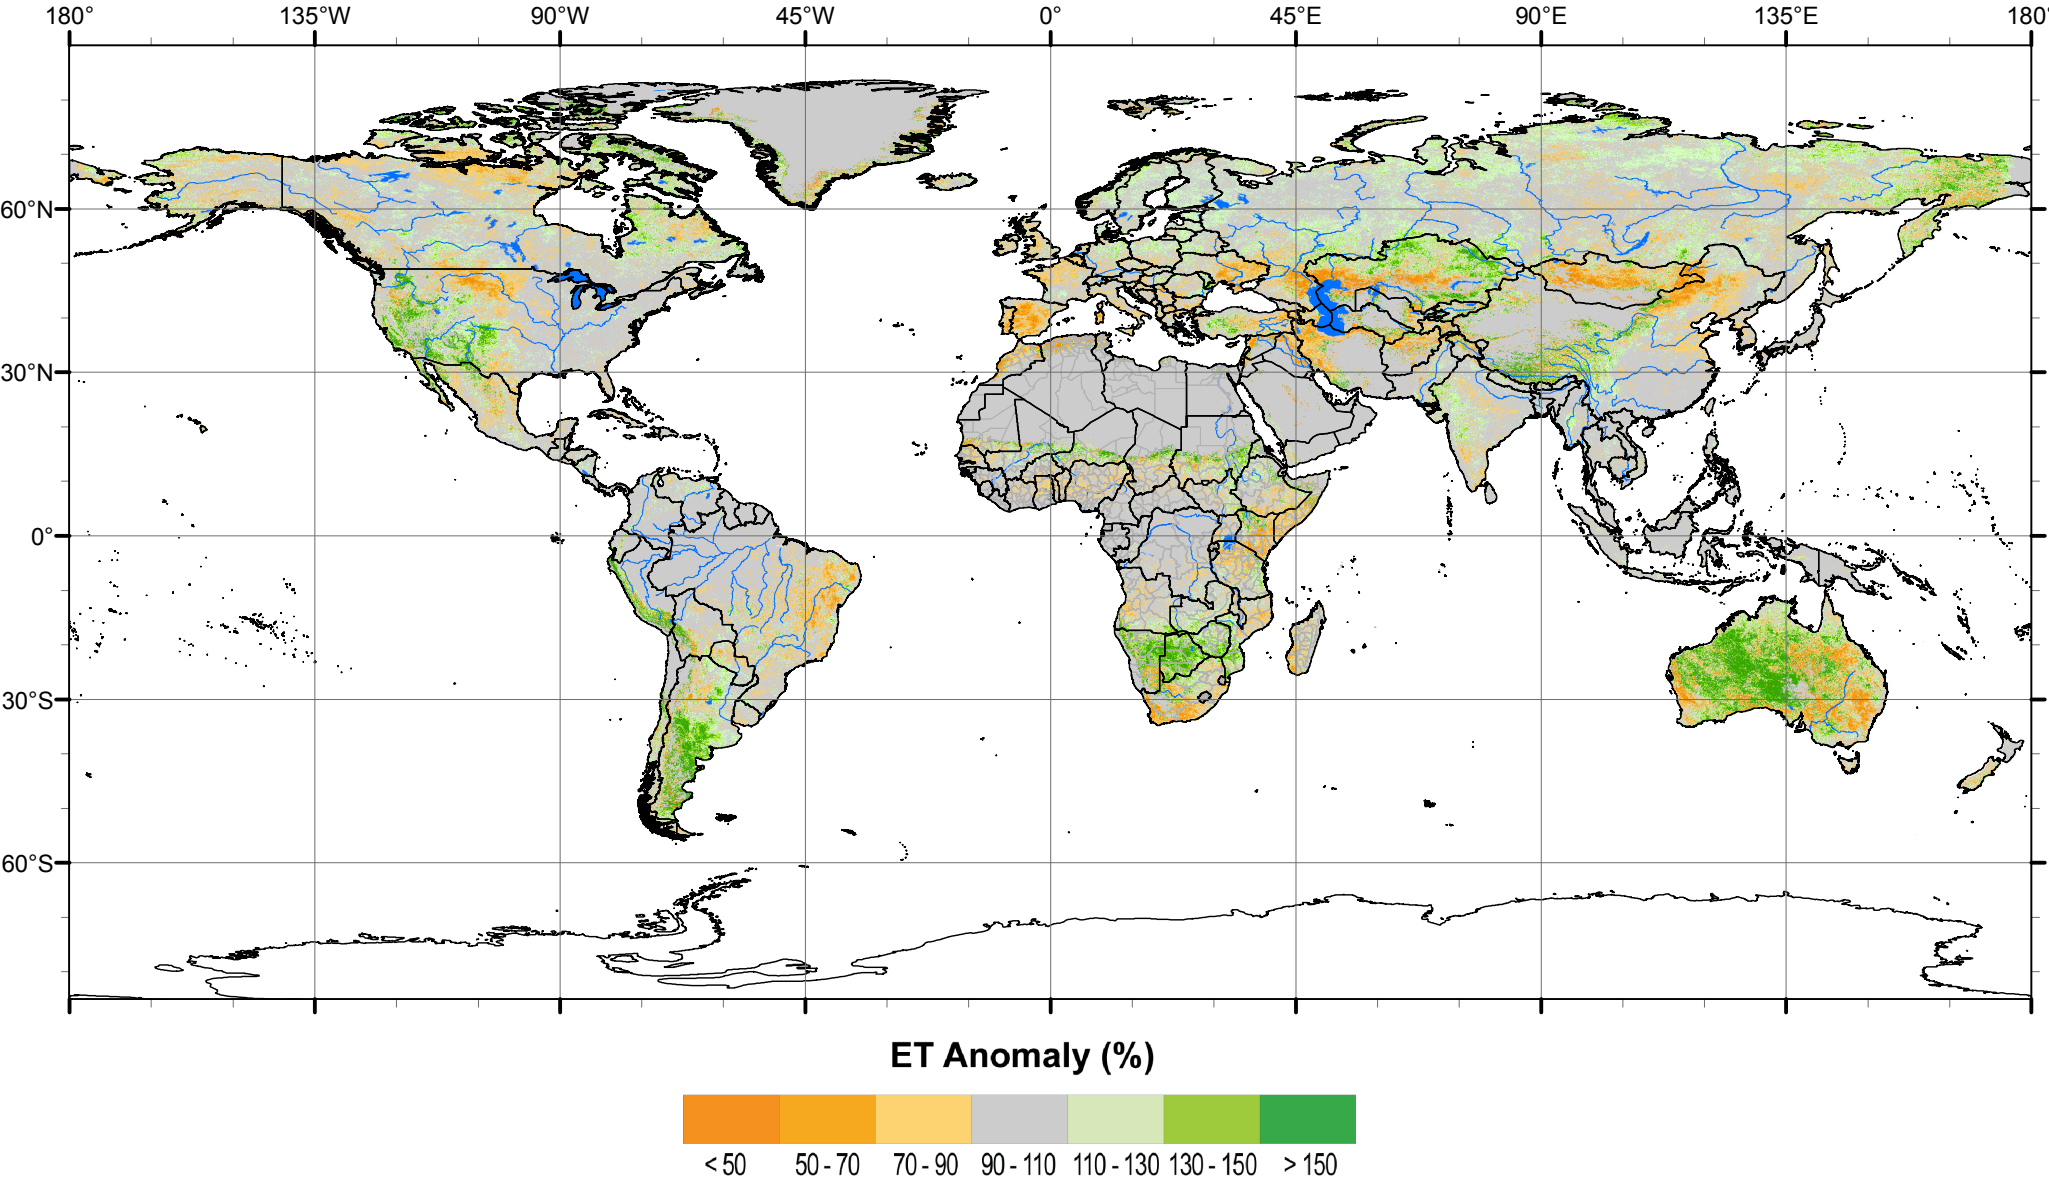 180° 135°W 90°W 45°W 0° 45°E 90°E 135°E 180°
60°N
30°N
0°
30°S
60°S
ET Anomaly (%)
< 50 50 - 70 70 - 90 90 - 110 110 - 130 130 - 150 > 150